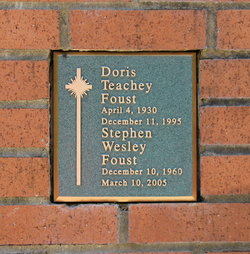 Doris
Teachey
Foust
April 4, 1930
December 11, 1995
Stephen
Wesley
Foust
December 10, 1960
March 10, 2005